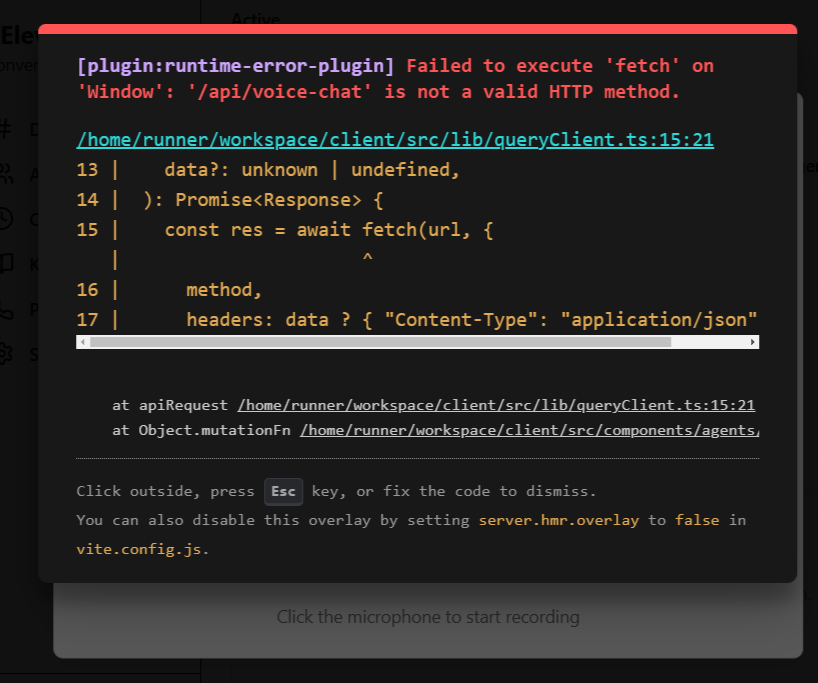 Active
[plugin:runtime-error-plugin] Failed to execute 'fetch' on
'Window': '/api/voice-chat' is not a valid HTTP method.
/home/runner/workspace/client/src/lib/queryClient.ts:15:21
13 |    data?: unknown | undefined,
14 |  ): Promise<Response> {
15 |    const res = await fetch(url, {
   |                      ^
16 |      method,
17 |      headers: data ? { "Content-Type": "application/json"
at apiRequest /home/runner/workspace/client/src/lib/queryClient.ts:15:21
at Object.mutationFn /home/runner/workspace/client/src/components/agents/
Click outside, press Esc key, or fix the code to dismiss.
You can also disable this overlay by setting server.hmr.overlay to false in
vite.config.js.
Click the microphone to start recording